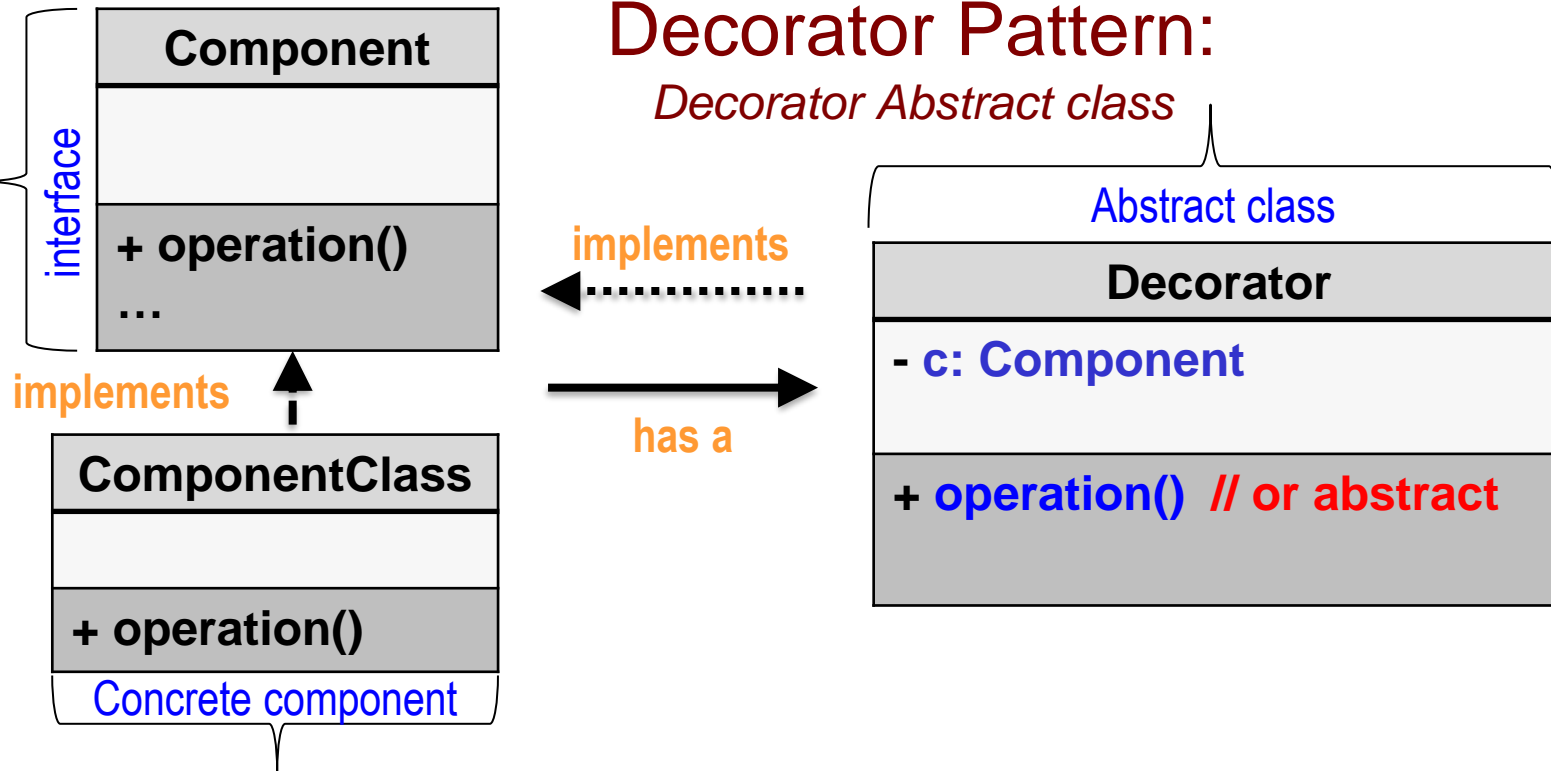 Decorator Pattern:
Decorator Abstract class
Component
interface
+ operation()
…
implements
ComponentClass
+ operation()
Concrete component
implements
has a
Abstract class
Decorator
- c: Component
+ operation() // or abstract